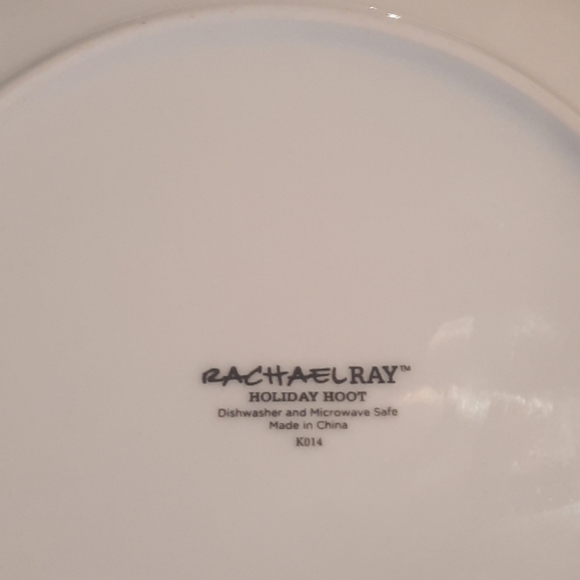 RACHAELRAY™
HOLIDAY HOOT
Dishwasher and Microwave Safe
Made in China
K014